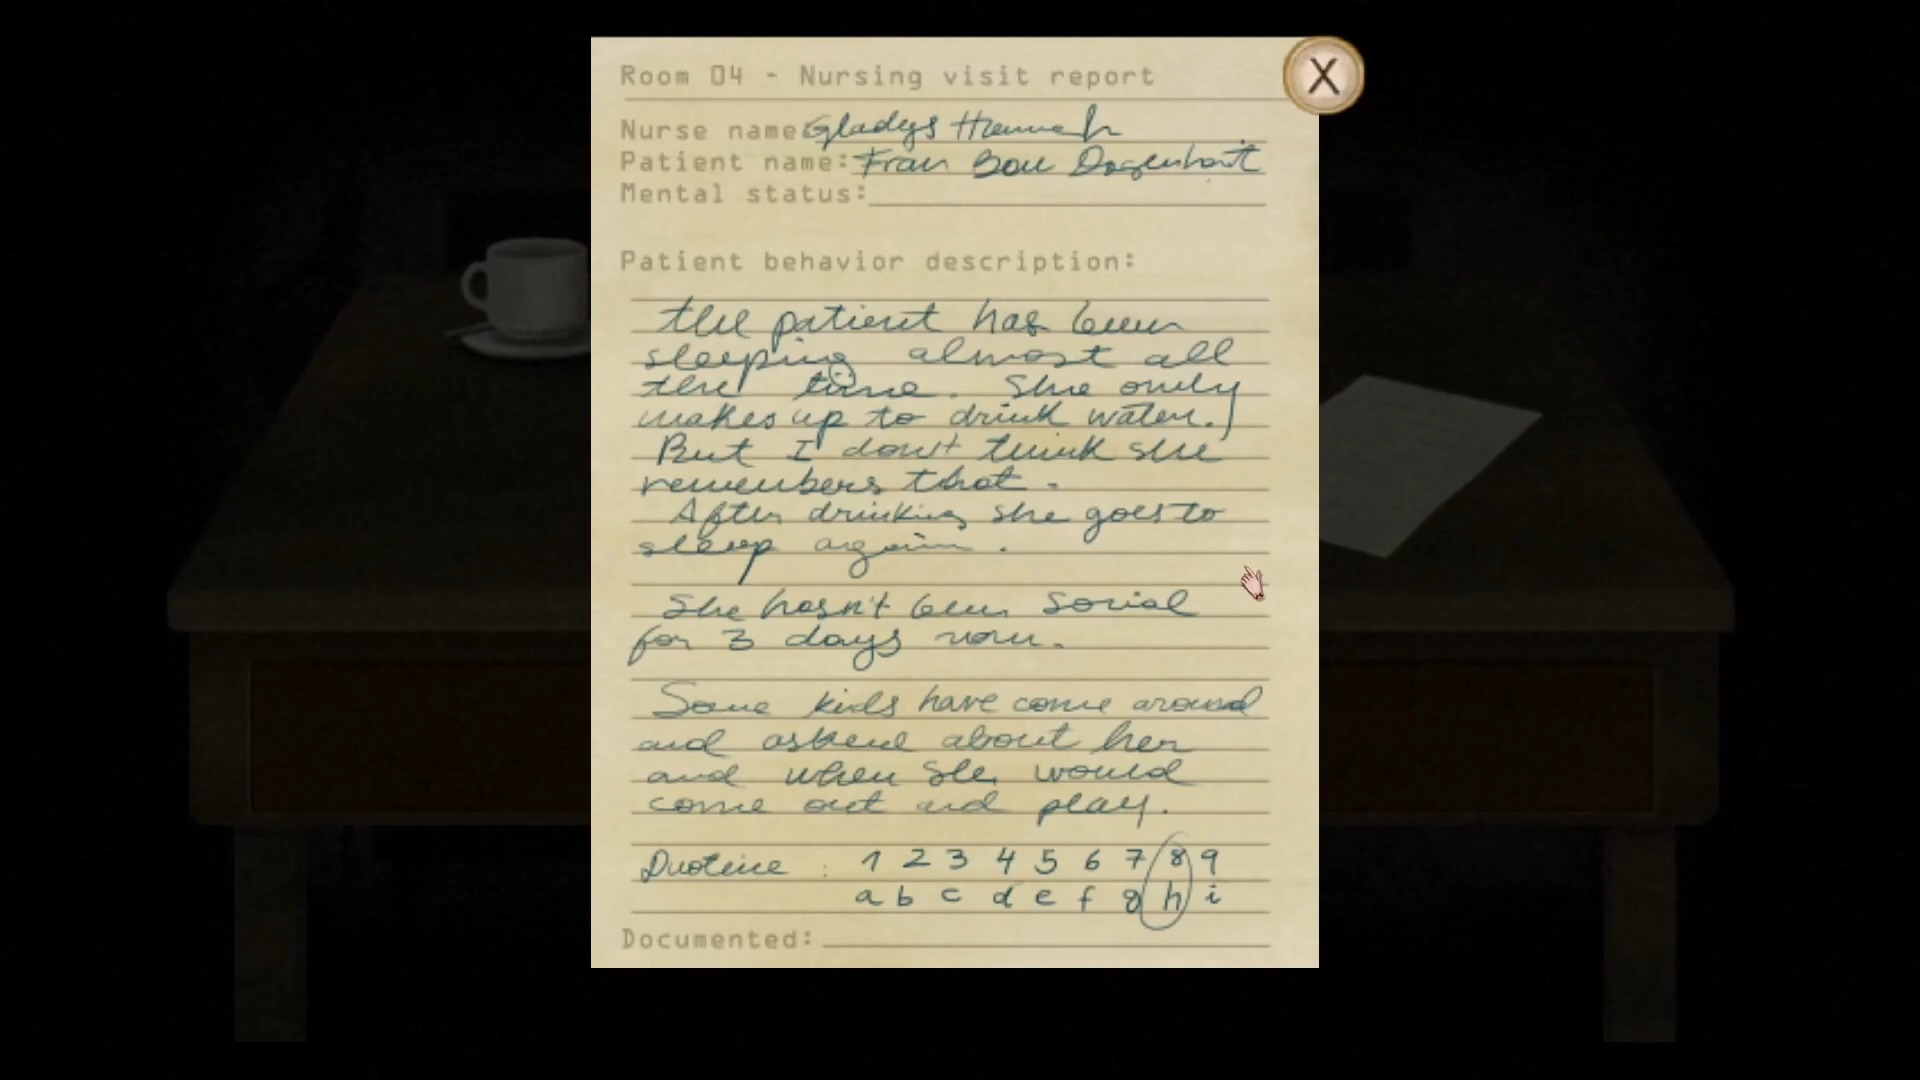 Room 04 - Nursing visit report
Nurse name: Gladys Hannah
Patient name: Frau Bou
Mental status:
Patient behavior description:
the patient has been
sleeping almost all
the time. She only
wakes up to drink water.
But I don't think she
remembers that.
After drinking she goes to
sleep again.
She hasn't been social
for 3 days now.
Some kids have come around
and asked about her
and when she would
come out and play.
: 1 2 3 4 5 6 7 8 9
a b c d e f g h i
Documented:
X